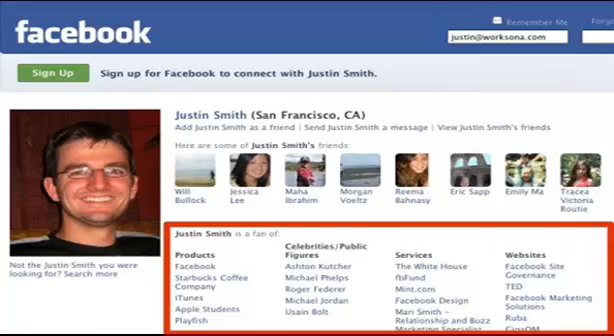 facebook
Remember Me
justin@worksona.com
Sign Up
Sign up for Facebook to connect with Justin Smith.
Justin Smith (San Francisco, CA)
Add Justin Smith as a friend | Send Justin Smith a message | View Justin Smith's friends
Here are some of Justin Smith's friends:
Will Bullock
Jessica Lee
Maha Ibrahim
Morgan Voeltz
Reema Bahnasy
Eric Sapp
Emily Ma
Tracea Victoria Routie
Not the Justin Smith you were
looking for? Search more
Justin Smith is a fan of:
Products
Facebook
Starbucks Coffee
Company
iTunes
Apple Students
Playfish
Celebrities/Public
Figures
Ashton Kutcher
Michael Phelps
Roger Federer
Michael Jordan
Usain Bolt
Services
The White House
fbFund
Mint.com
Facebook Design
Mari Smith -
Relationship and Buzz
Marketing Specialist
Websites
Facebook Site
Governance
TED
Facebook Marketing
Solutions
Ruba
GigaOM